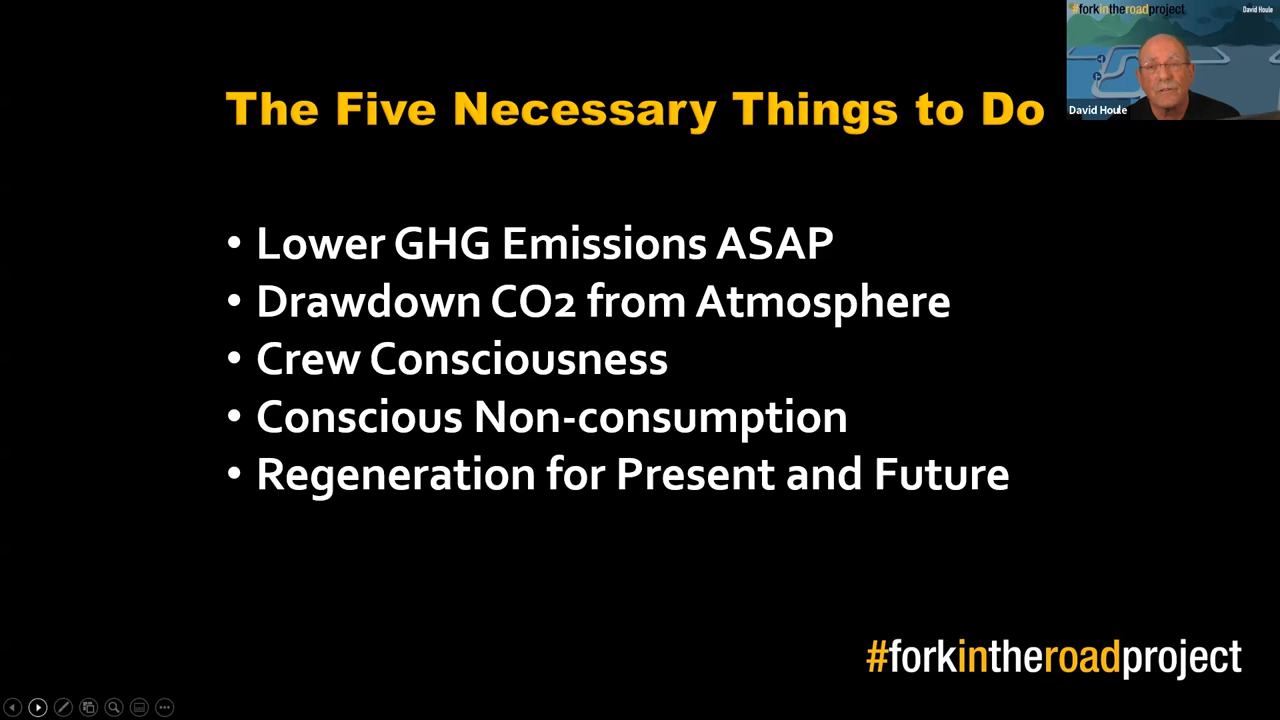 #forkintheroadproject
David Houle
David Houle
The Five Necessary Things to Do
• Lower GHG Emissions ASAP
• Drawdown CO2 from Atmosphere
• Crew Consciousness
• Conscious Non-consumption
• Regeneration for Present and Future
#forkintheroadproject